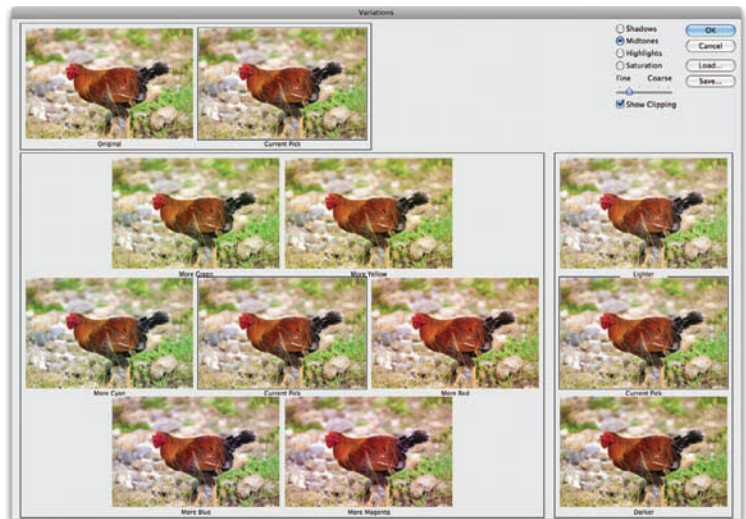 Variations
Original
Current Pick
Shadows
Midtones
Highlights
Saturation
Fine Coarse
Show Clipping
OK
Cancel
Load...
Save...
More Green
More Yellow
More Cyan
Current Pick
More Red
More Blue
More Magenta
Lighter
Current Pick
Darker